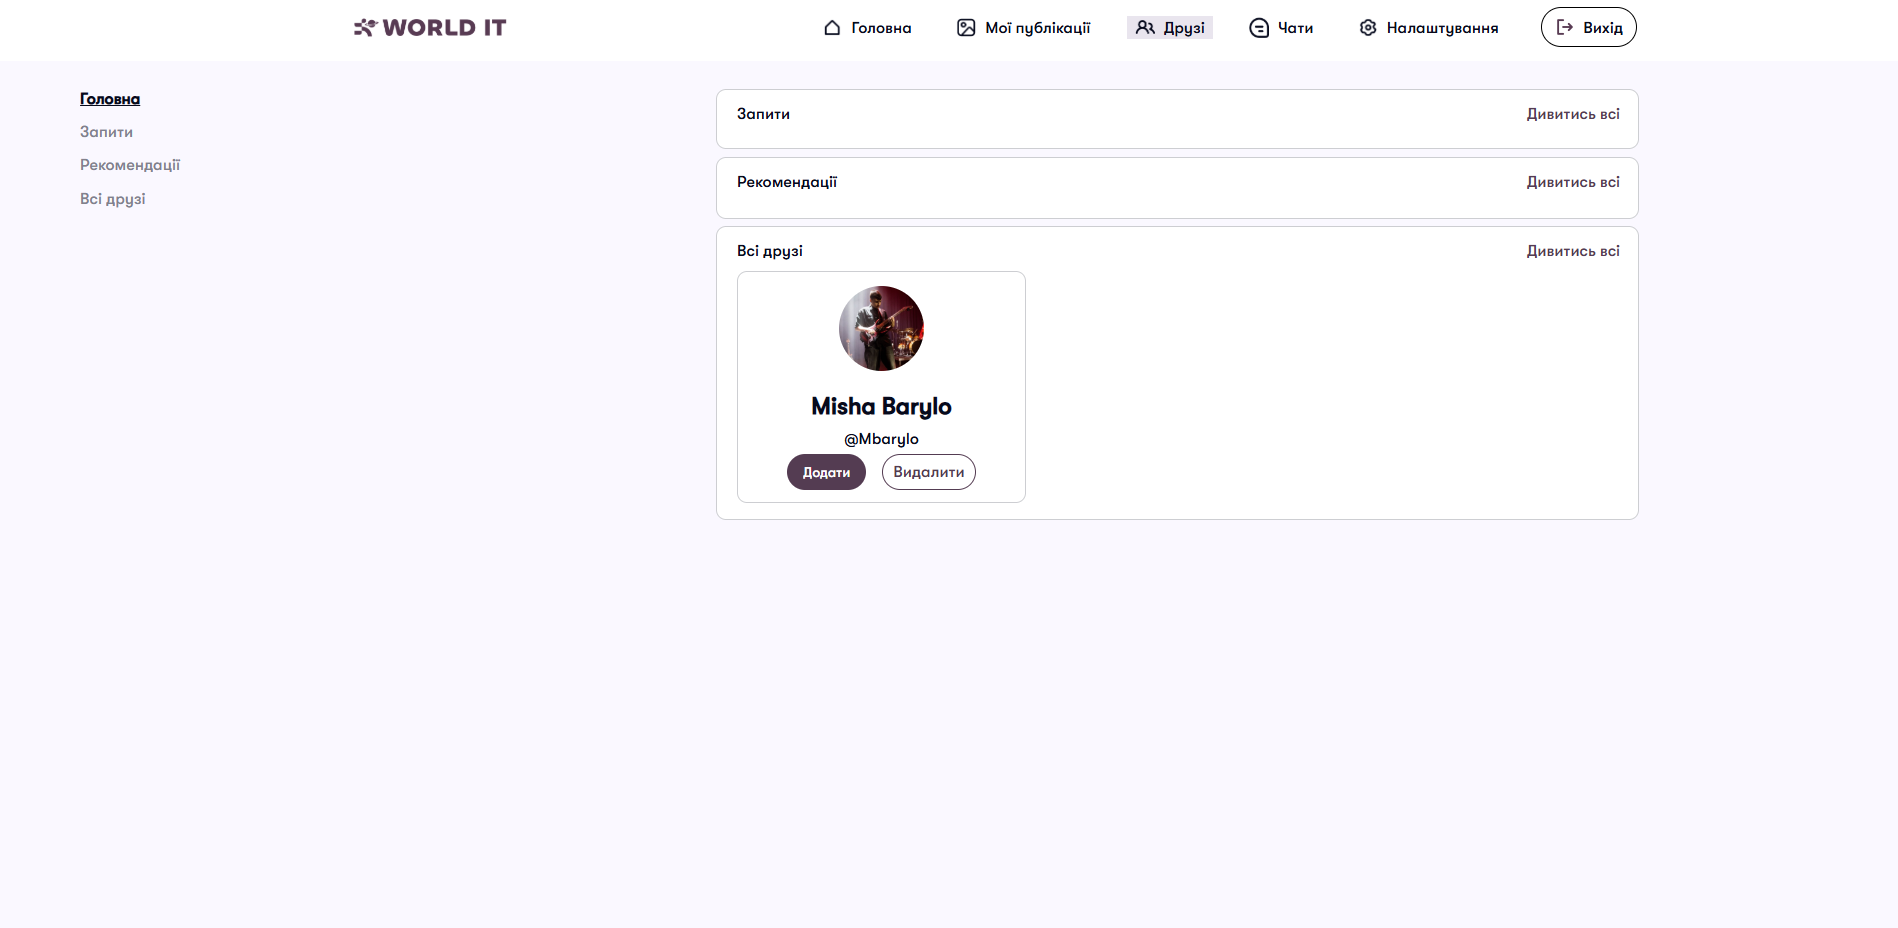 WORLD IT
Головна
Мої публікації
Друзі
Чати
Налаштування
Вихід
Головна
Запити
Рекомендації
Всі друзі
Запити
Дивитись всі
Рекомендації
Дивитись всі
Всі друзі
Дивитись всі
Misha Barylo
@Mbarylo
Додати
Видалити